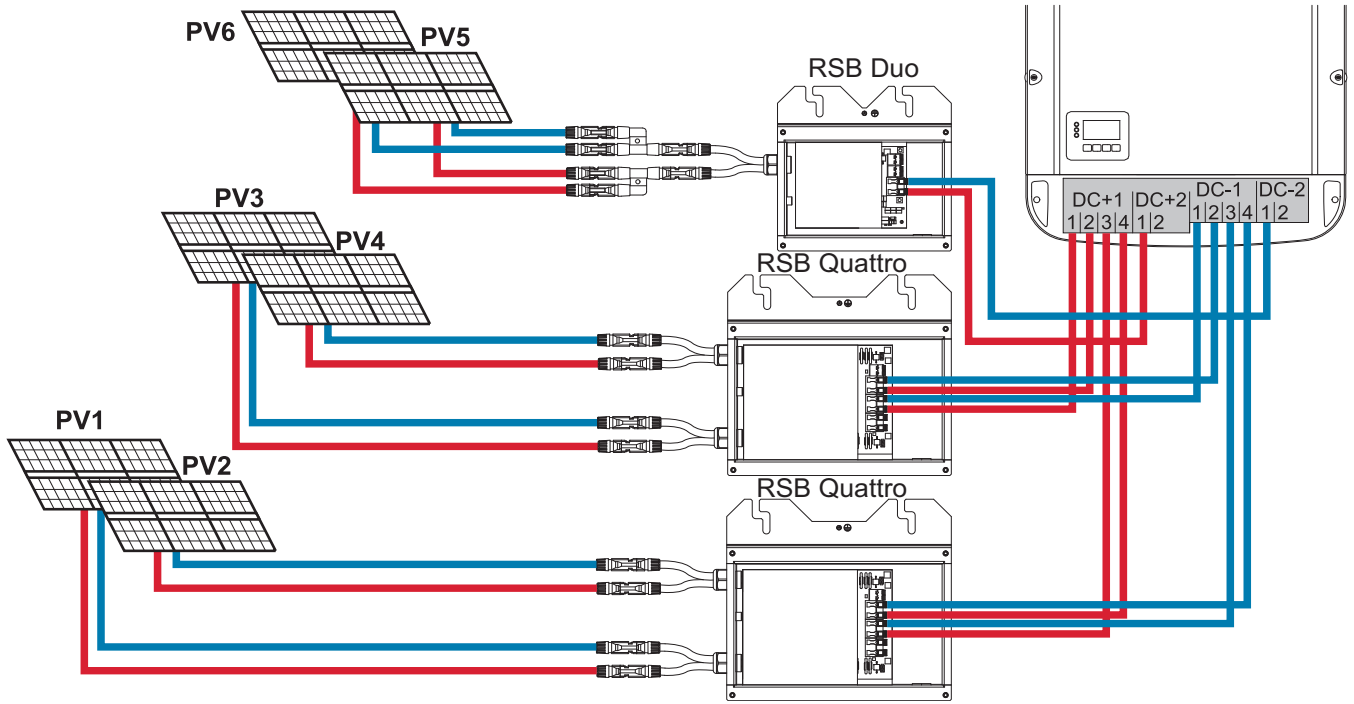 PV6
PV5
RSB Duo
DC+1 DC+2 DC-1 DC-2
1 2 3 4 1 2 1 2 3 4 1 2
PV3
PV4
RSB Quattro
PV1
PV2
RSB Quattro